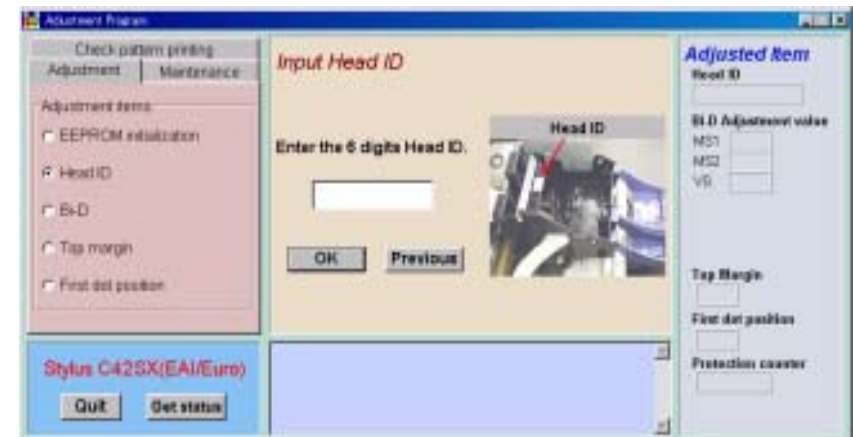 Adjustment Program
Check pattern printing
Adjustment
Maintenance
Adjustment items
EEPROM initialization
Head ID
Bi-D
Top margin
First dot position
Input Head ID
Enter the 6 digits Head ID.
Head ID
OK
Previous
Adjusted Item
Head ID
Bi-D Adjustment value
MS1
MS2
VG
Top Margin
First dot position
Protection counter
Stylus C42SX(EAI/Euro)
Quit
Get status